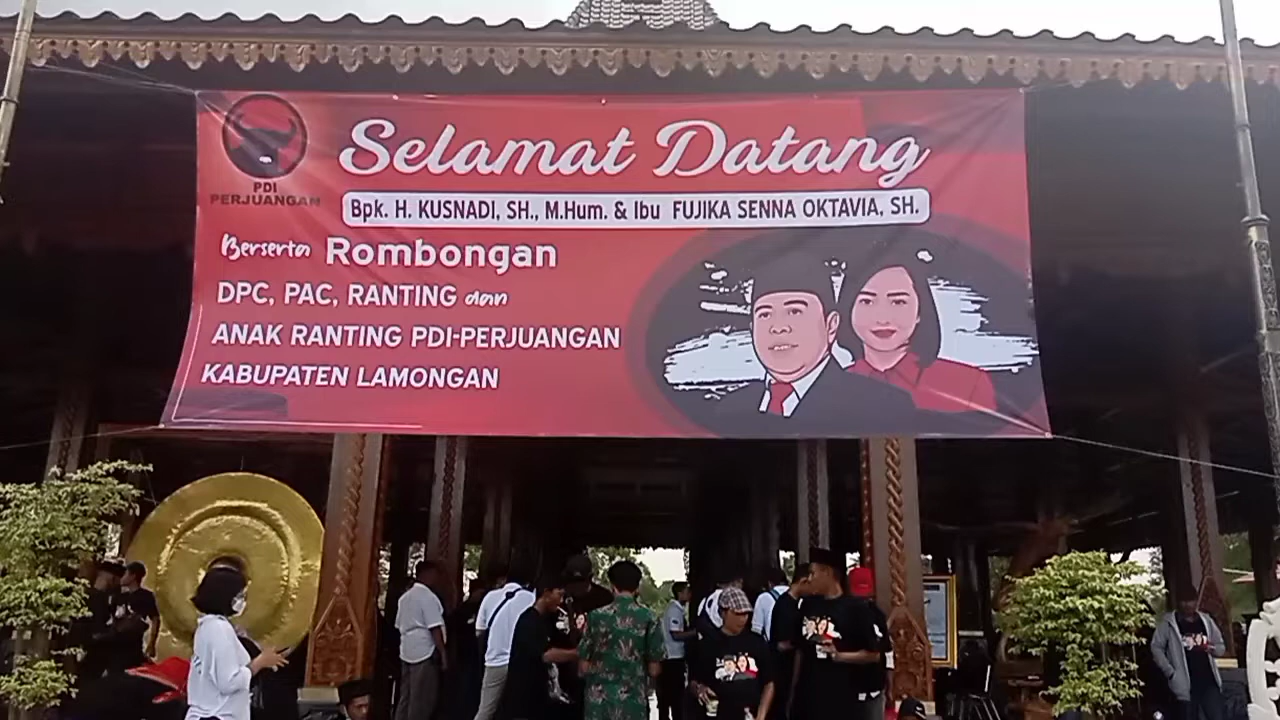 PDI
PERJUANGAN
Selamat Datang
Bpk. H. KUSNADI, SH., M.Hum. & Ibu FUJIKA SENNA OKTAVIA, SH.
Berserta Rombongan
DPC, PAC, RANTING dan
ANAK RANTING PDI-PERJUANGAN
KABUPATEN LAMONGAN